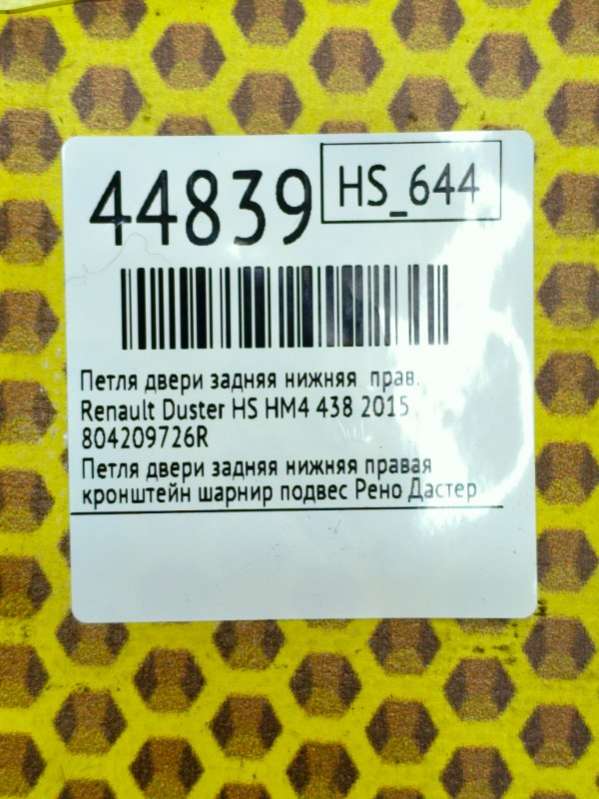 44839
HS_644
Петля двери задняя нижняя прав.
Renault Duster HS HM4 438 2015
804209726R
Петля двери задняя нижняя правая
кронштейн шарнир подвес Рено Дастер